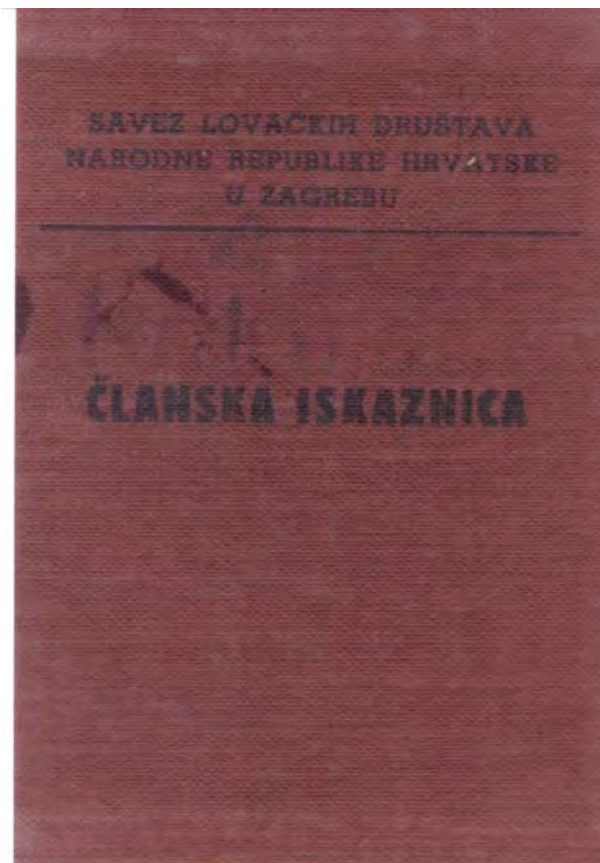 SAVEZ LOVAČKIH DRUŠTAVA
NARODNE REPUBLIKE HRVATSKE
U ZAGREBU
ČLANSKA ISKAZNICA